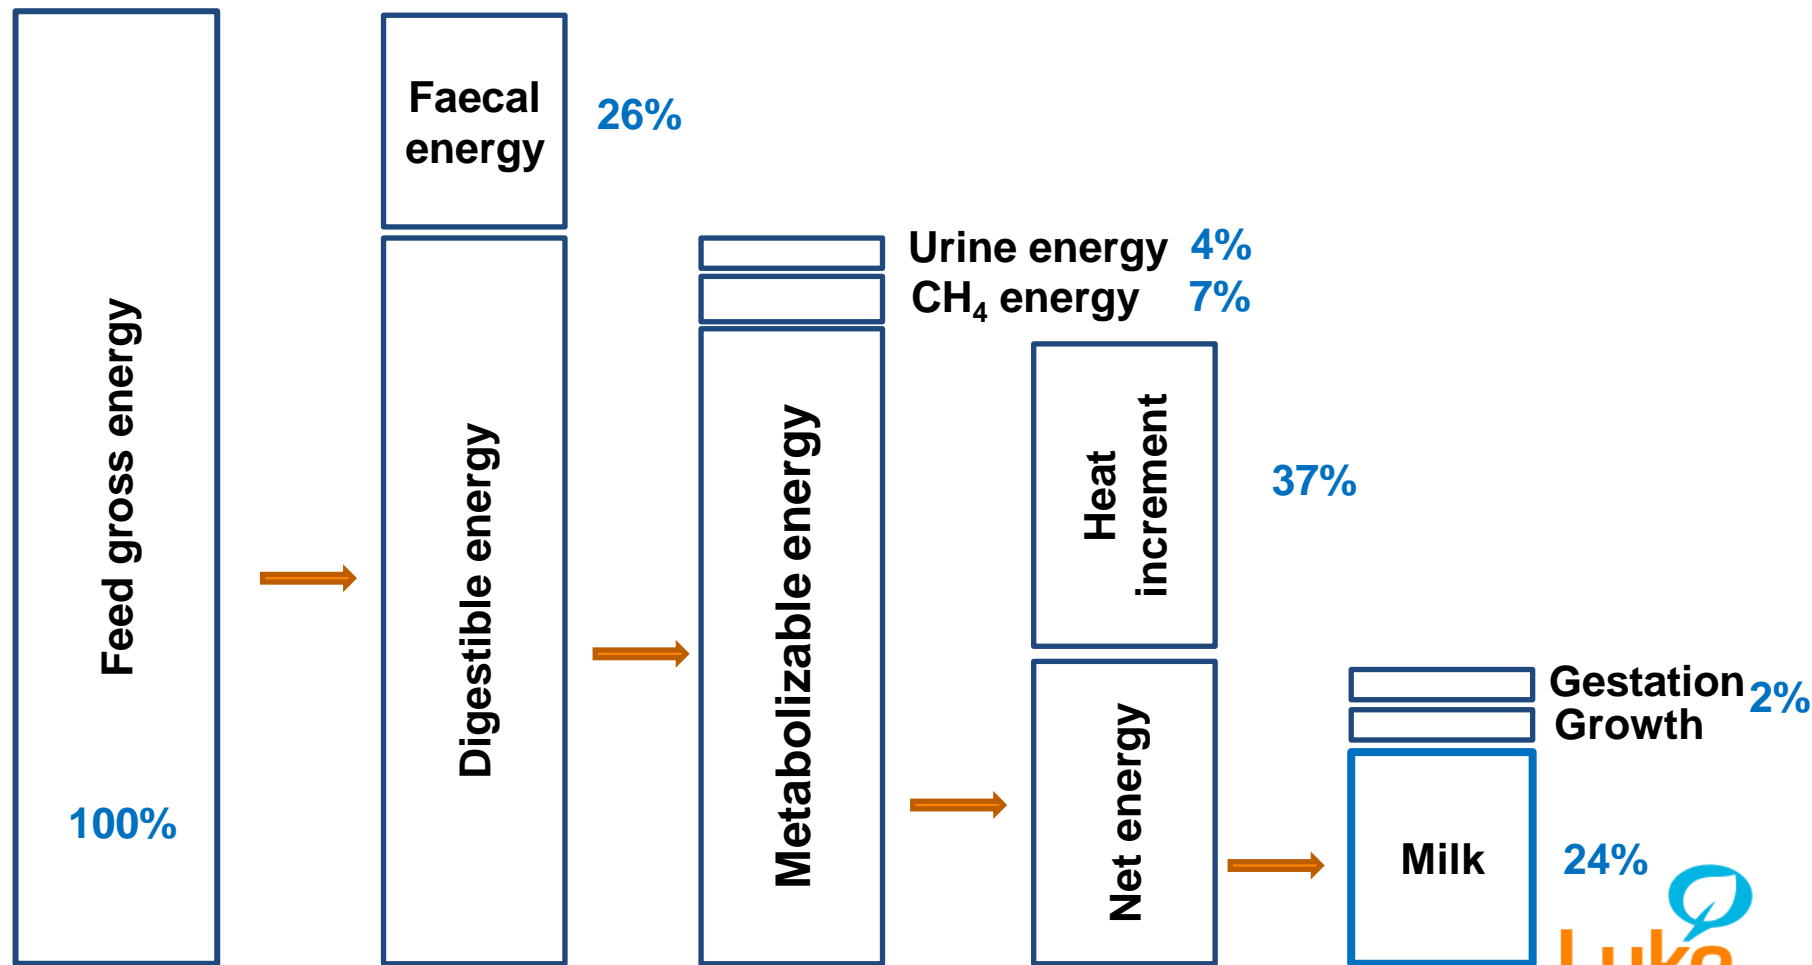 Feed gross energy
100%
Faecal
energy
26%
Digestible energy
Urine energy 4%
CH₄ energy 7%
Metabolizable energy
Heat
increment
37%
Net energy
Gestation
2%
Growth
Milk
24%